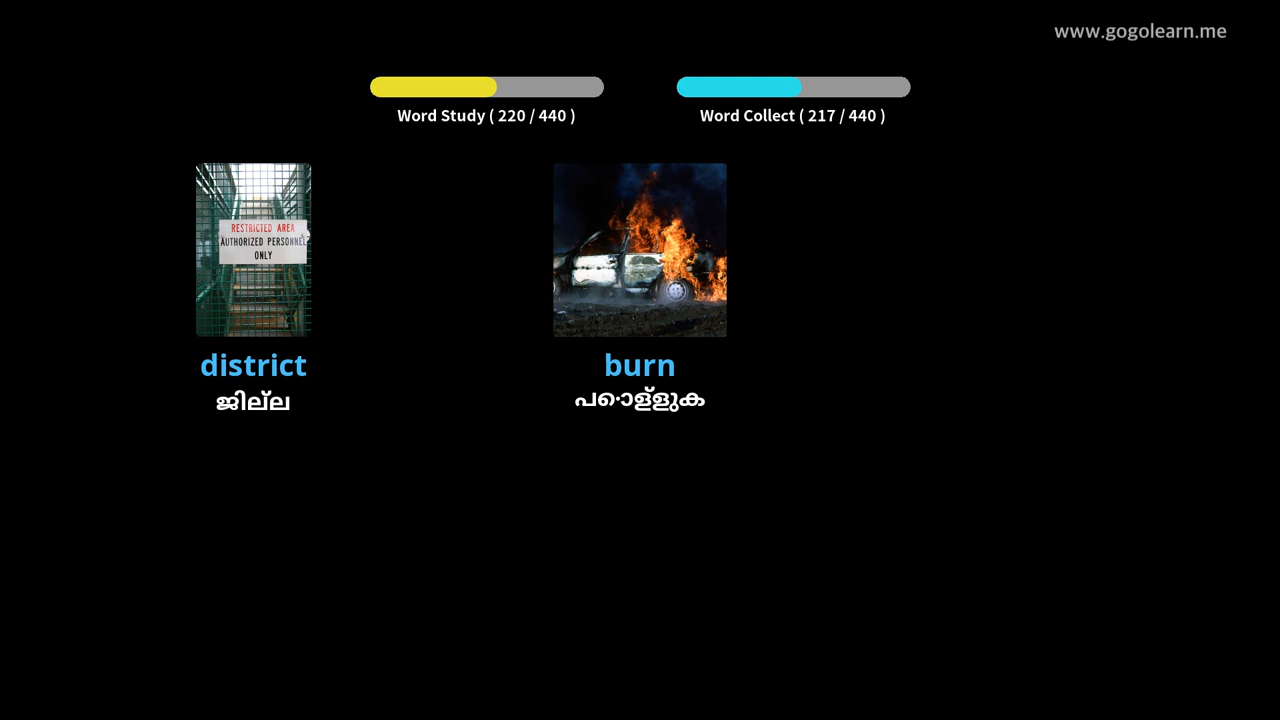 www.gogolearn.me
Word Study ( 220 / 440 )
Word Collect ( 217 / 440 )
RESTRICTED AREA
AUTHORIZED PERSONNEL
ONLY
district
burn
ജില്ല
പൊള്ളുക